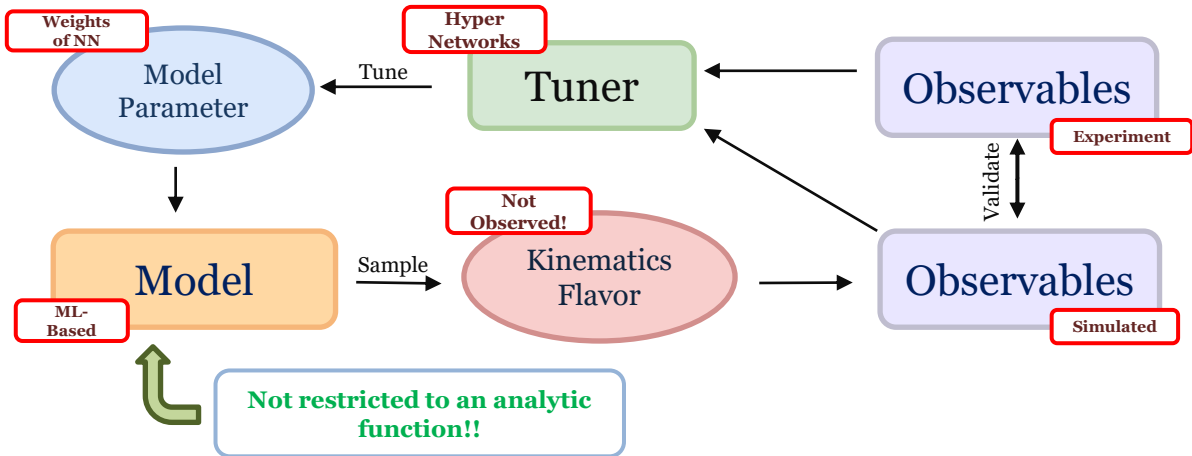 Weights
of NN
Model
Parameter
Tune
Hyper
Networks
Tuner
Observables
Experiment
Validate
Model
ML-
Based
Sample
Not
Observed!
Kinematics
Flavor
Observables
Simulated
Not restricted to an analytic
function!!